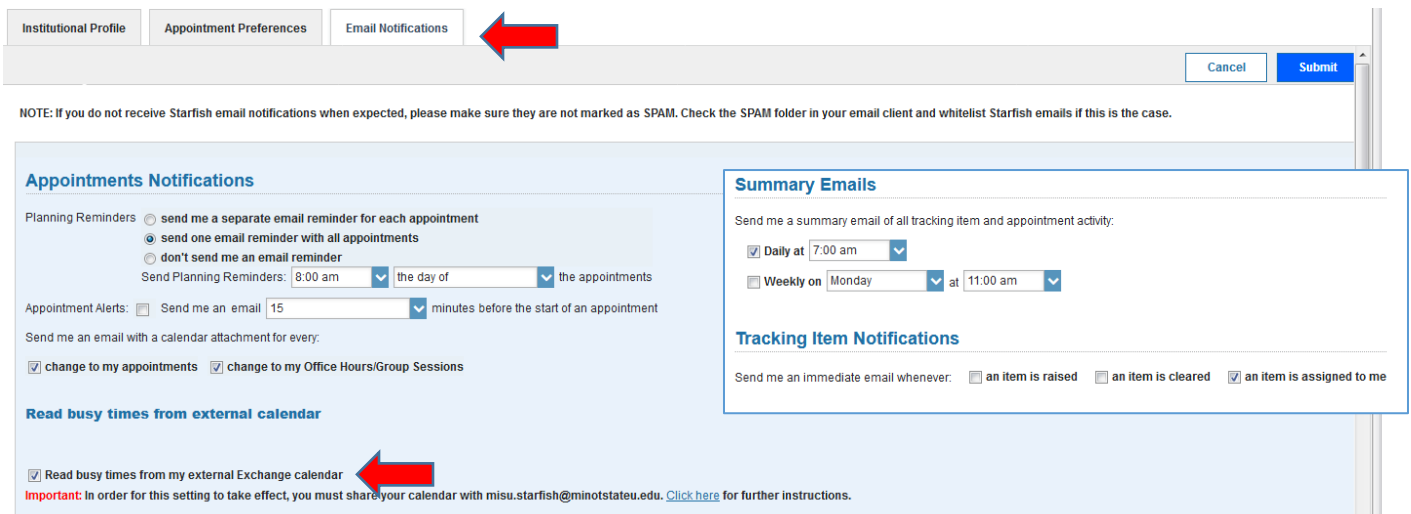 Institutional Profile
Appointment Preferences
Email Notifications
Cancel
Submit
NOTE: If you do not receive Starfish email notifications when expected, please make sure they are not marked as SPAM. Check the SPAM folder in your email client and whitelist Starfish emails if this is the case.
Appointments Notifications
Planning Reminders send me a separate email reminder for each appointment
send one email reminder with all appointments
don't send me an email reminder
Send Planning Reminders: 8:00 am the day of the appointments
Appointment Alerts: Send me an email 15 minutes before the start of an appointment
Send me an email with a calendar attachment for every:
change to my appointments change to my Office Hours/Group Sessions
Read busy times from external calendar
Read busy times from my external Exchange calendar
Important: In order for this setting to take effect, you must share your calendar with misu.starfish@minotstateu.edu. Click here for further instructions.
Summary Emails
Send me a summary email of all tracking item and appointment activity:
Daily at 7:00 am
Weekly on Monday at 11:00 am
Tracking Item Notifications
Send me an immediate email whenever: an item is raised an item is cleared an item is assigned to me